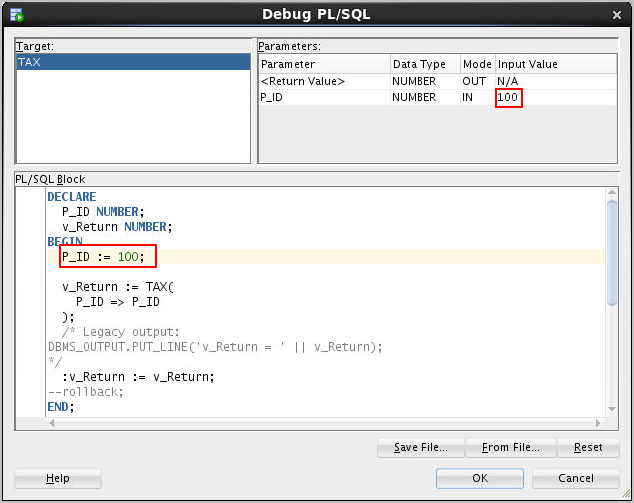 Debug PL/SQL
Target:
TAX
Parameters:
Parameter Data Type Mode Input Value
<Return Value> NUMBER OUT N/A
P_ID NUMBER IN 100
PL/SQL Block
DECLARE
P_ID NUMBER;
v_Return NUMBER;
BEGIN
P_ID := 100;
v_Return := TAX(
P_ID => P_ID
);
/* Legacy output:
DBMS_OUTPUT.PUT_LINE('v_Return = ' || v_Return);
*/
:v_Return := v_Return;
--rollback;
END;
Save File... From File... Reset
Help OK Cancel